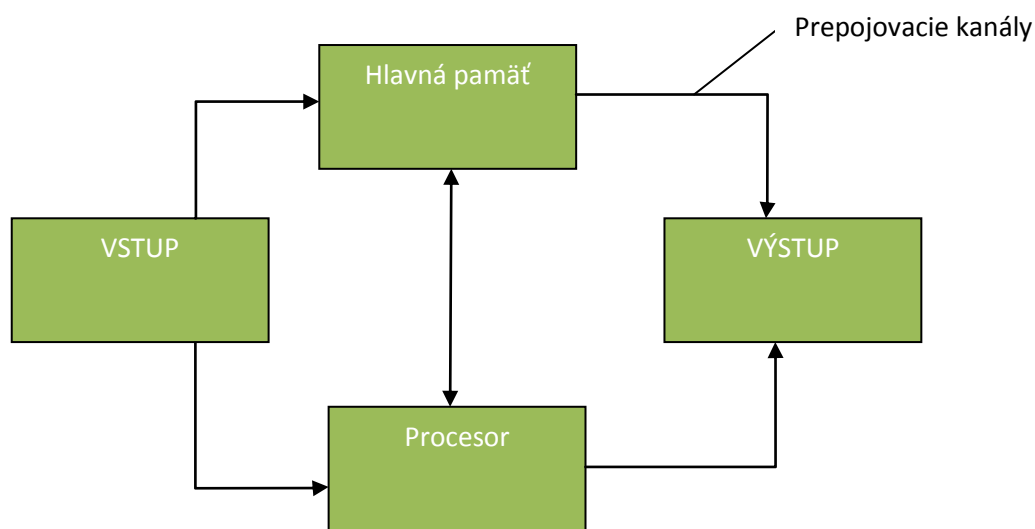 Prepojovacie kanály
Hlavná pamäť
VSTUP
VÝSTUP
Procesor